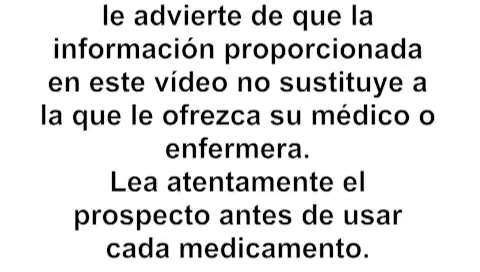 le advierte de que la
información proporcionada
en este vídeo no sustituye a
la que le ofrezca su médico o
enfermera.
Lea atentamente el
prospecto antes de usar
cada medicamento.